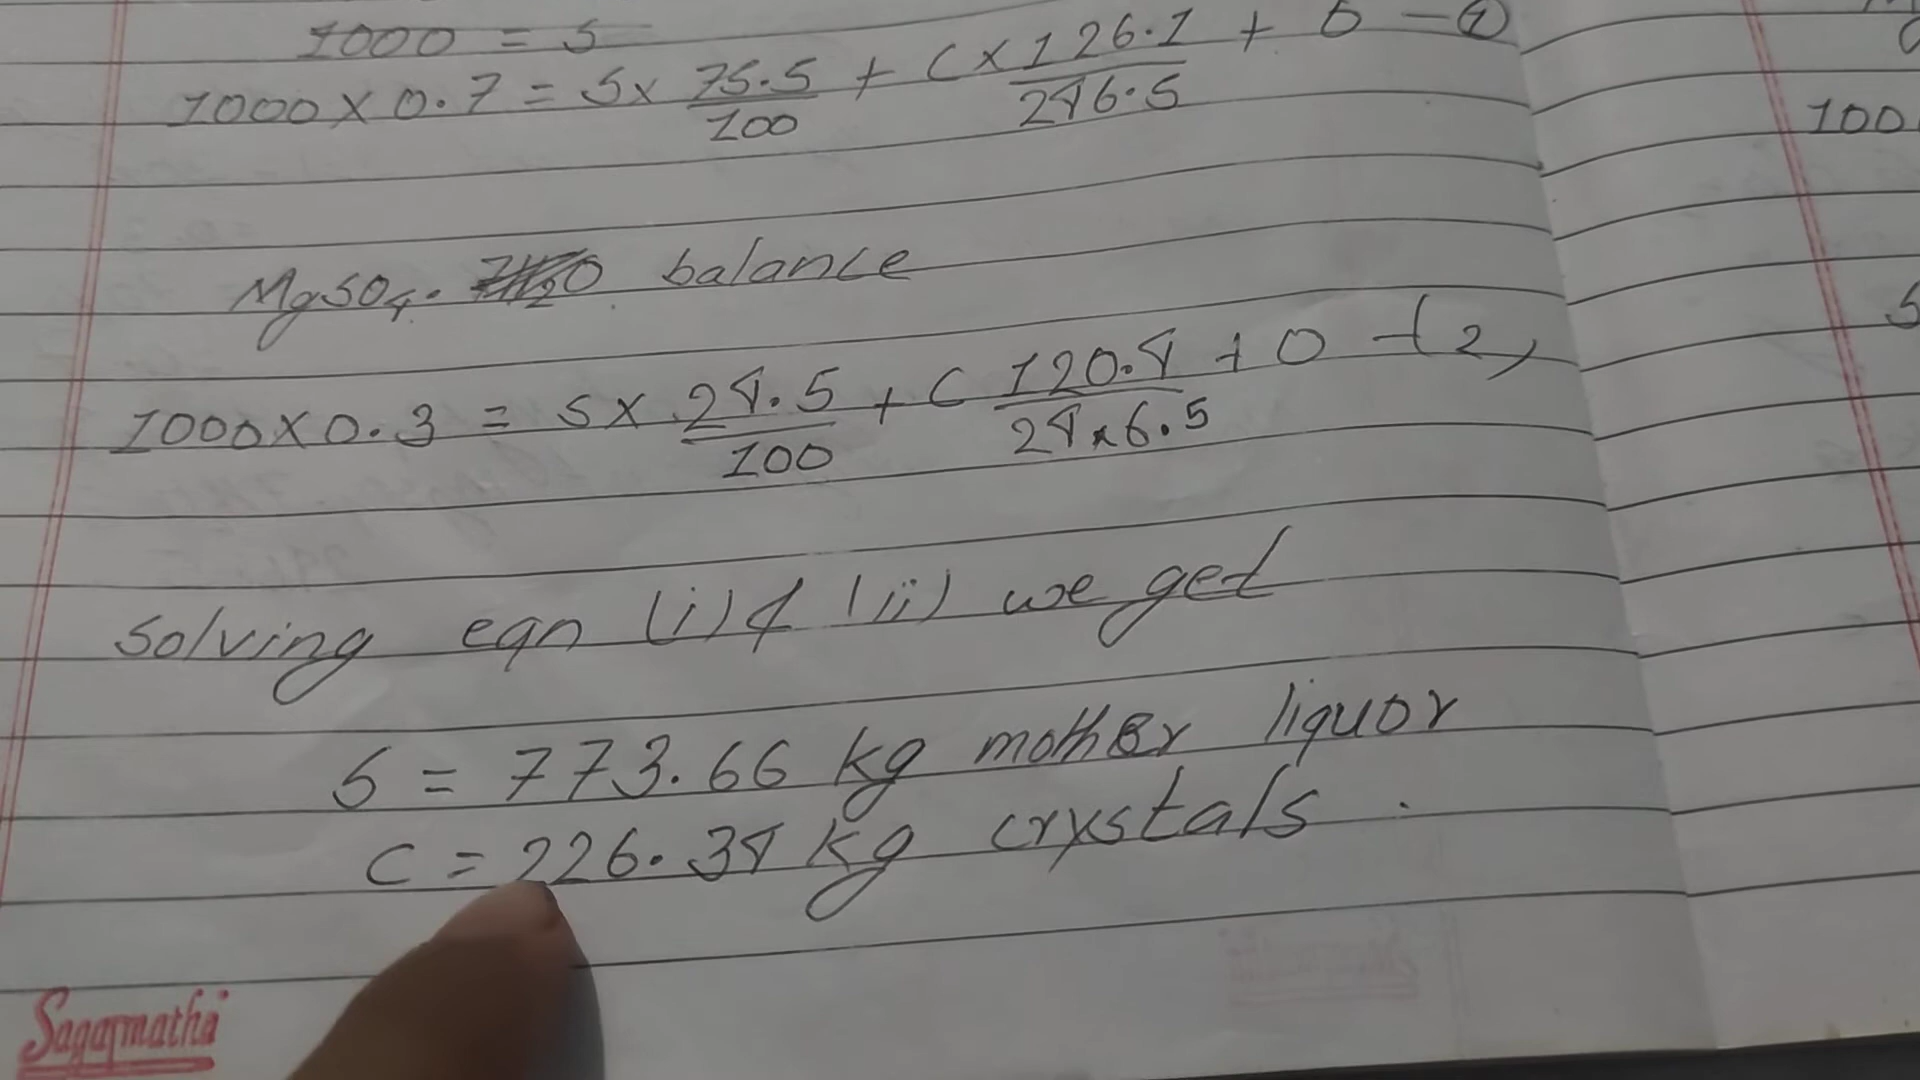 1000 = S
1000 × 0.7 = S × 75.5/100 + C × 126.1/246.5 + 0 — ①
MgSO4. 7H2O balance
1000 × 0.3 = S × 24.5/100 + C 120.4/246.5 + 0 — (2)
solving eqn (i) & (ii) we get
S = 773.66 kg mother liquor
C = 226.34 kg crystals.
Sagarmatha
100
S